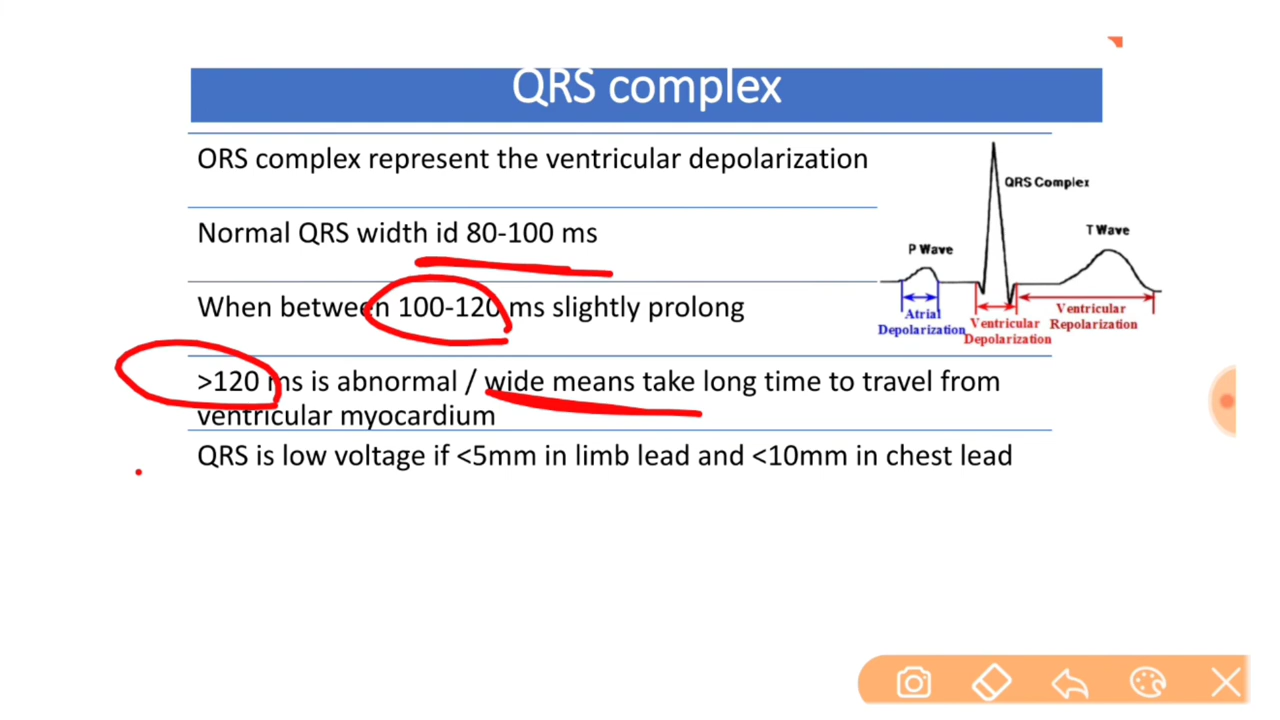 QRS complex
ORS complex represent the ventricular depolarization
Normal QRS width id 80-100 ms
When between 100-120 ms slightly prolong
>120 ms is abnormal / wide means take long time to travel from
ventricular myocardium
QRS is low voltage if <5mm in limb lead and <10mm in chest lead
QRS Complex
T Wave
P Wave
Atrial
Depolarization
Ventricular
Depolarization
Ventricular
Repolarization